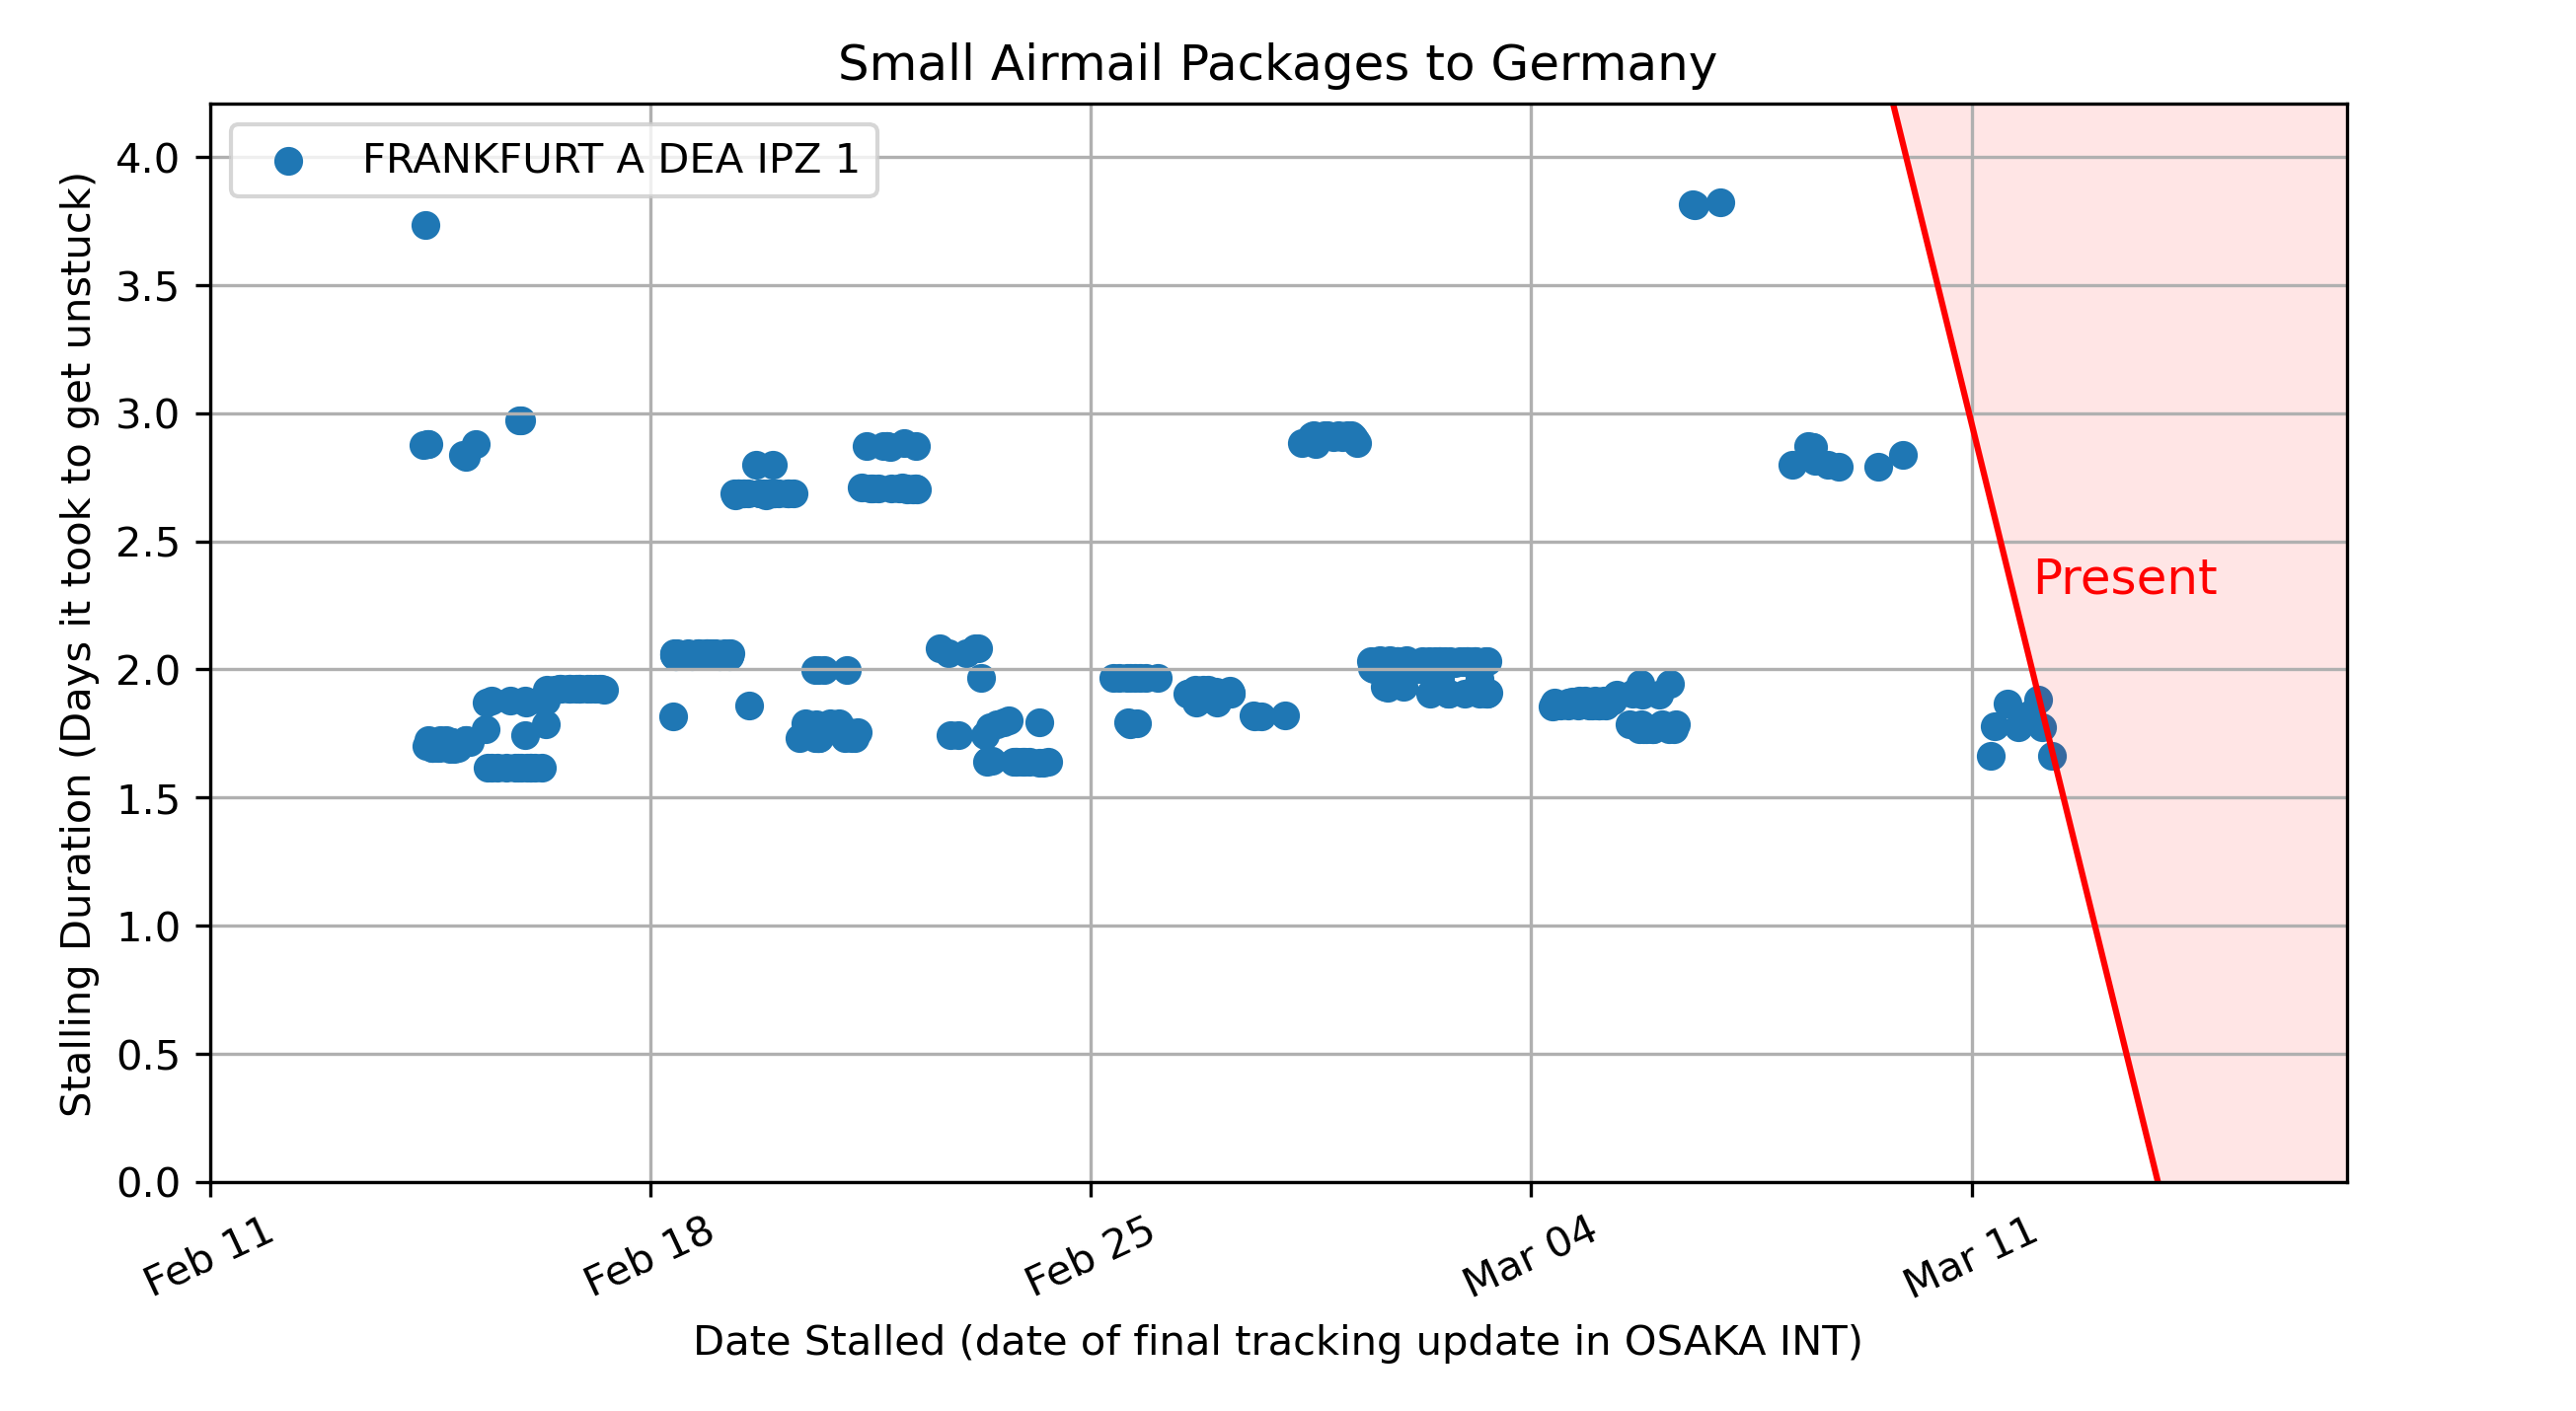 Small Airmail Packages to Germany
FRANKFURT A DEA IPZ 1
Stalling Duration (Days it took to get unstuck)
4.0
3.5
3.0
2.5
2.0
1.5
1.0
0.5
0.0
Present
Feb 11
Feb 18
Feb 25
Mar 04
Mar 11
Date Stalled (date of final tracking update in OSAKA INT)